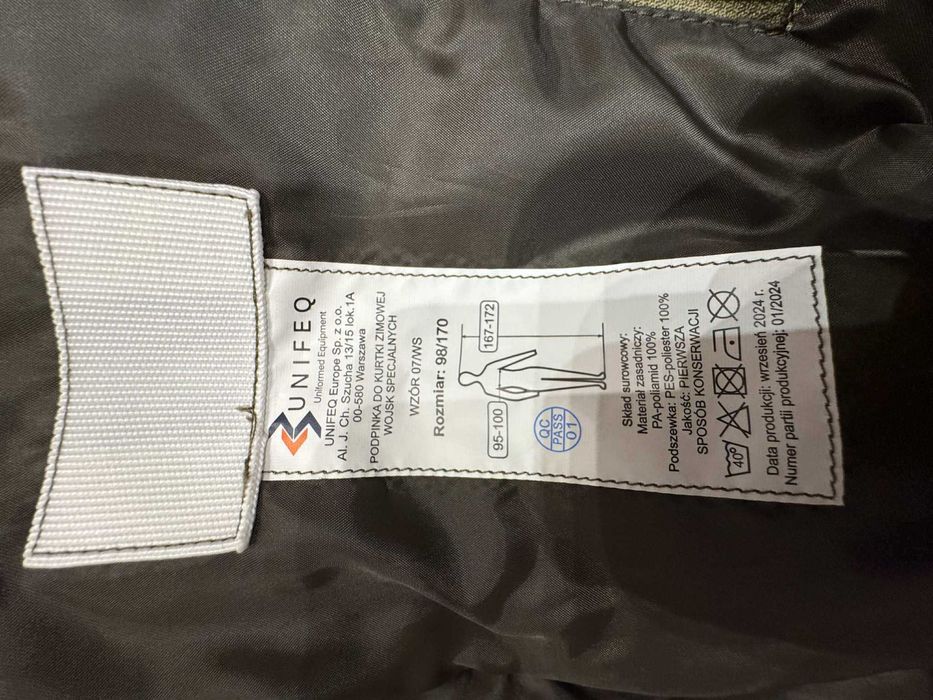 UNIFEQ
Uniformed Equipment
UNIFEQ Europe Sp. z o.o.
Al. J. Ch. Szucha 13/15 lok.1A
00-580 Warszawa
PODPINKA DO KURTKI ZIMOWEJ
WOJSK SPECJALNYCH
WZÓR 07/WS
Rozmiar: 98/170
167-172
95-100
QC
PASS
01
Skład surowcowy:
Materiał zasadniczy:
PA-poliamid 100%
Podszewka: PES-poliester 100%
Jakość: PIERWSZA
SPOSÓB KONSERWACJI
40°
Data produkcji: wrzesień 2024 r.
Numer partii produkcyjnej: 01/2024